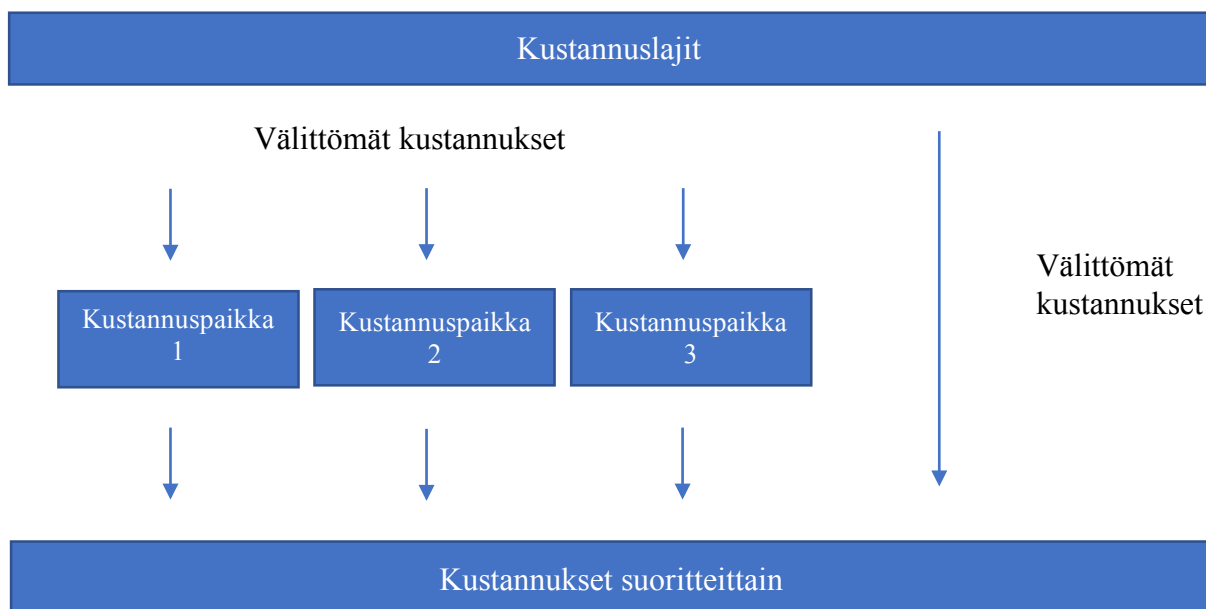 Kustannuslajit
Välittömät kustannukset
Välittömät
kustannukset
Kustannuspaikka
1
Kustannuspaikka
2
Kustannuspaikka
3
Kustannukset suoritteittain